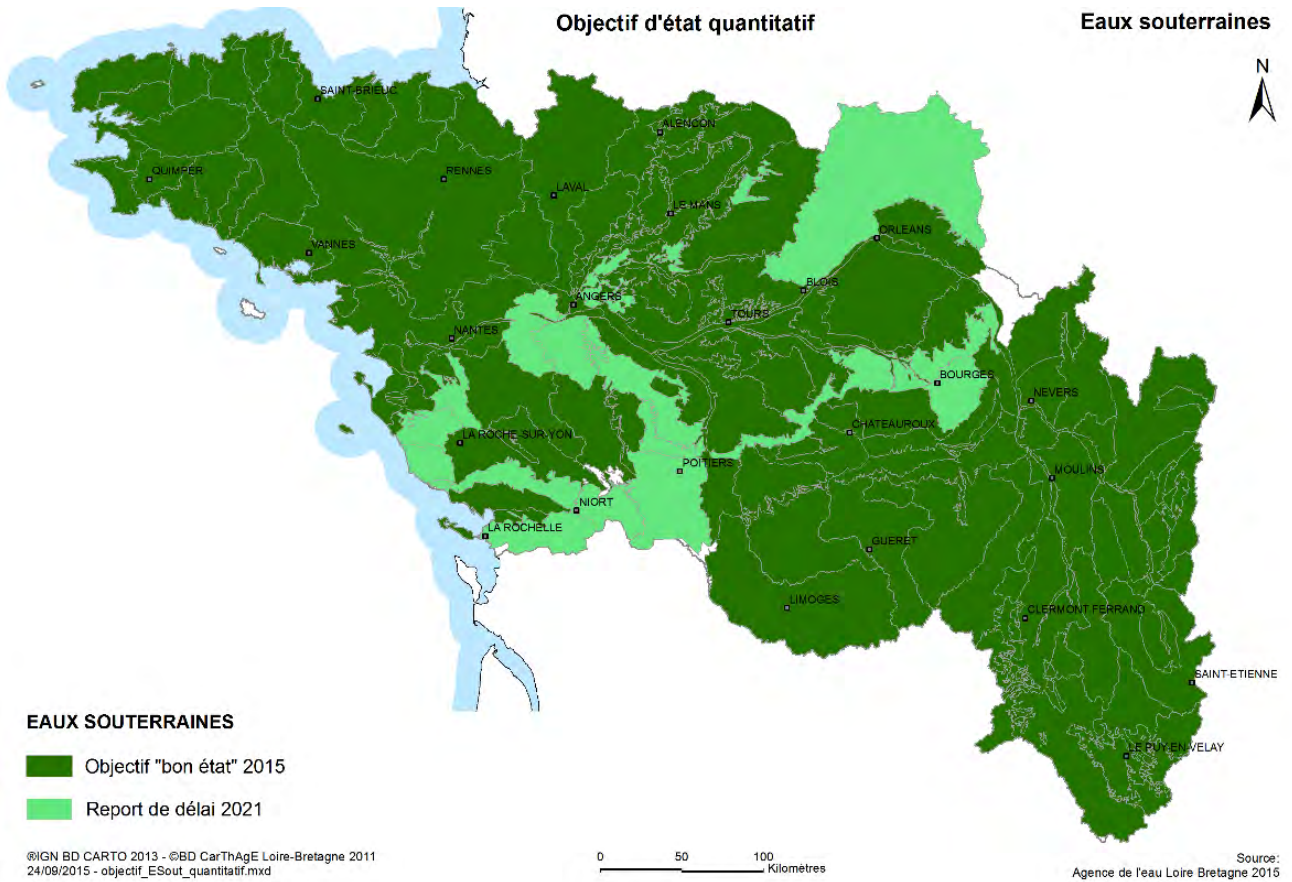 Objectif d'état quantitatif
Eaux souterraines
N
SAINT-BRIEUC
ALENCON
QUIMPER
RENNES
LAVAL
LE MANS
ORLEANS
VANNES
BLOIS
ANGERS
TOURS
NANTES
BOURGES
NEVERS
CHATEAUROUX
LA ROCHE-SUR-YON
POITIERS
MOULINS
NIORT
LA ROCHELLE
GUERET
LIMOGES
CLERMONT FERRAND
SAINT-ETIENNE
LE PUY-EN-VELAY
EAUX SOUTERRAINES
Objectif "bon état" 2015
Report de délai 2021
®IGN BD CARTO 2013 - ©BD CarThAgE Loire-Bretagne 2011
24/09/2015 - objectif_ESout_quantitatif.mxd
0 50 100
Kilomètres
Source:
Agence de l'eau Loire Bretagne 2015